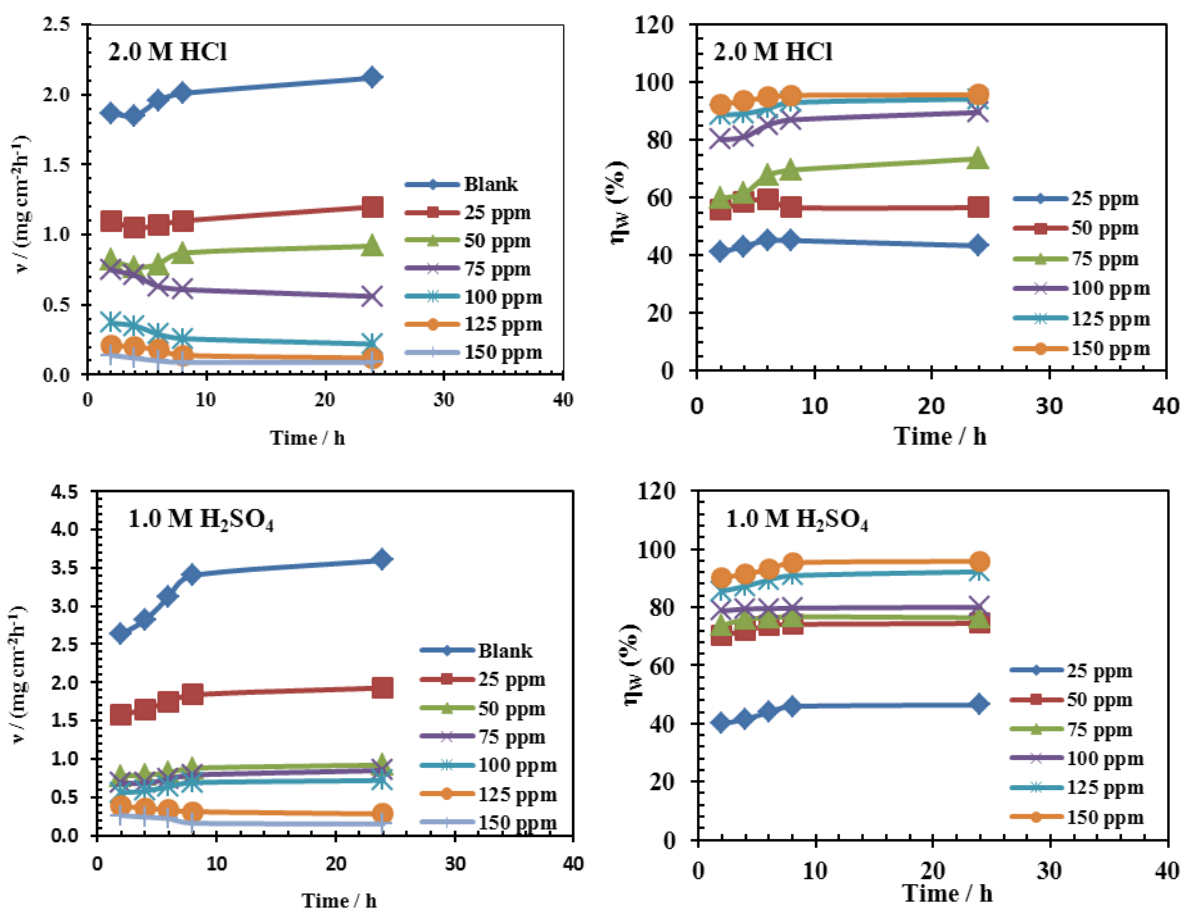 2.0 M HCl
ν / (mg cm⁻²h⁻¹)
2.5
2.0
1.5
1.0
0.5
0.0
0 10 20 30 40
Time / h
Blank
25 ppm
50 ppm
75 ppm
100 ppm
125 ppm
150 ppm
2.0 M HCl
ηw (%)
120
100
80
60
40
20
0
0 10 20 30 40
Time / h
25 ppm
50 ppm
75 ppm
100 ppm
125 ppm
150 ppm
1.0 M H₂SO₄
ν / (mg cm⁻²h⁻¹)
4.5
4.0
3.5
3.0
2.5
2.0
1.5
1.0
0.5
0.0
0 10 20 30 40
Time / h
Blank
25 ppm
50 ppm
75 ppm
100 ppm
125 ppm
150 ppm
1.0 M H₂SO₄
ηw (%)
120
100
80
60
40
20
0
0 10 20 30 40
Time / h
25 ppm
50 ppm
75 ppm
100 ppm
125 ppm
150 ppm